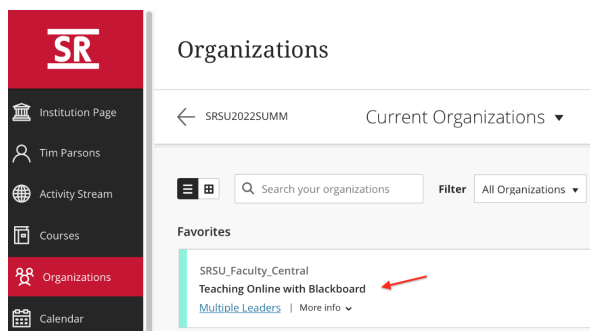 SR
Organizations
Institution Page
SRSU2022SUMM
Current Organizations
Tim Parsons
Activity Stream
Search your organizations
Filter
All Organizations
Courses
Favorites
Organizations
SRSU_Faculty_Central
Teaching Online with Blackboard
Multiple Leaders | More info
Calendar